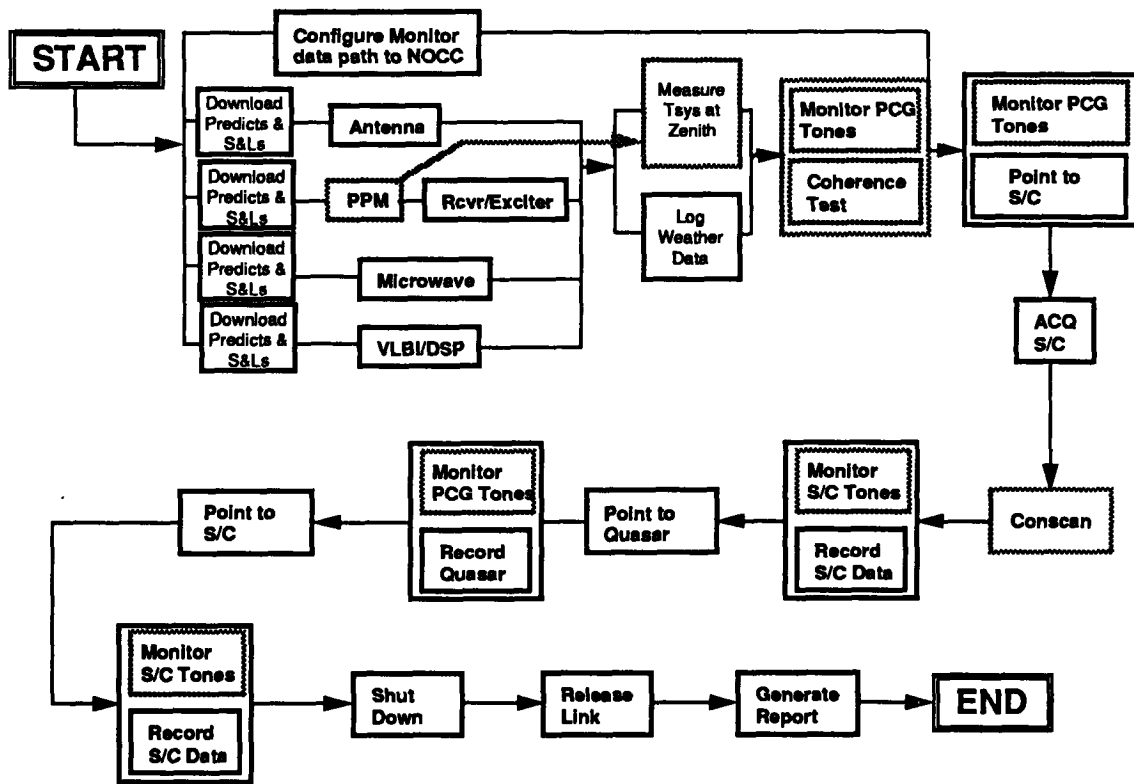 START
Configure Monitor
data path to NOCC
Download
Predicts &
S&Ls
Antenna
Download
Predicts &
S&Ls
PPM
Rcvr/Exciter
Download
Predicts &
S&Ls
Microwave
Download
Predicts &
S&Ls
VLBI/DSP
Measure
Tsys at
Zenith
Log
Weather
Data
Monitor PCG
Tones
Coherence
Test
Monitor PCG
Tones
Point to
S/C
ACQ
S/C
Conscan
Monitor
S/C Tones
Record
S/C Data
Point to
Quasar
Monitor
PCG Tones
Record
Quasar
Point to
S/C
Monitor
S/C Tones
Record
S/C Data
Shut
Down
Release
Link
Generate
Report
END